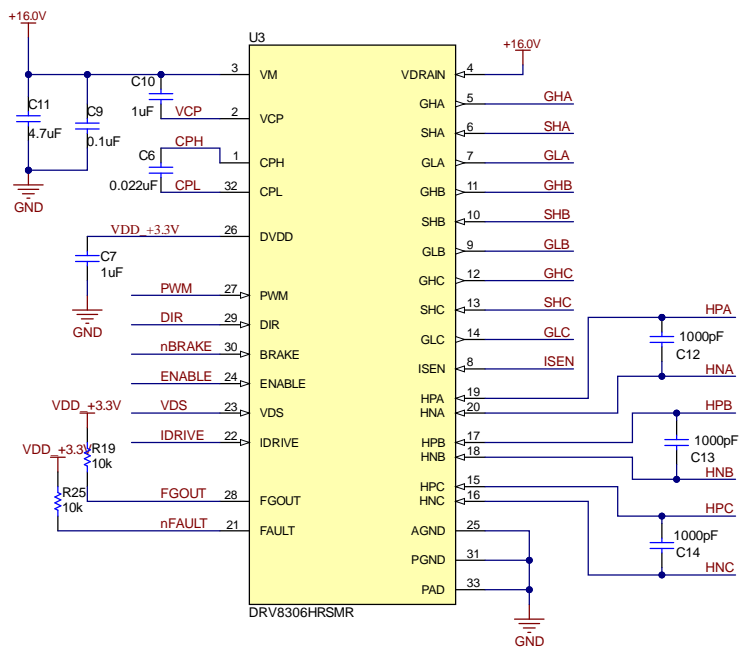 +16.0V
U3
+16.0V
C10
1uF
3
VM
VDRAIN
4
C11
4.7uF
C9
0.1uF
VCP
2
VCP
GHA
5
GHA
SHA
6
SHA
CPH
1
CPH
GLA
7
GLA
C6
0.022uF
CPL
32
CPL
GHB
11
GHB
GND
SHB
10
SHB
VDD_+3.3V
26
DVDD
GLB
9
GLB
C7
1uF
GHC
12
GHC
PWM
27
PWM
SHC
13
SHC
HPA
GND
DIR
29
DIR
GLC
14
GLC
1000pF
C12
nBRAKE
30
BRAKE
ISEN
8
ISEN
HNA
ENABLE
24
ENABLE
HPA
19
VDD_+3.3V
VDS
23
VDS
HNA
20
HPB
IDRIVE
22
IDRIVE
HPB
17
1000pF
C13
VDD_+3.3V
R19
10k
HNB
18
HNB
R25
10k
FGOUT
28
FGOUT
HPC
15
HNC
16
HPC
nFAULT
21
FAULT
AGND
25
1000pF
C14
PGND
31
HNC
PAD
33
DRV8306HRSMR
GND